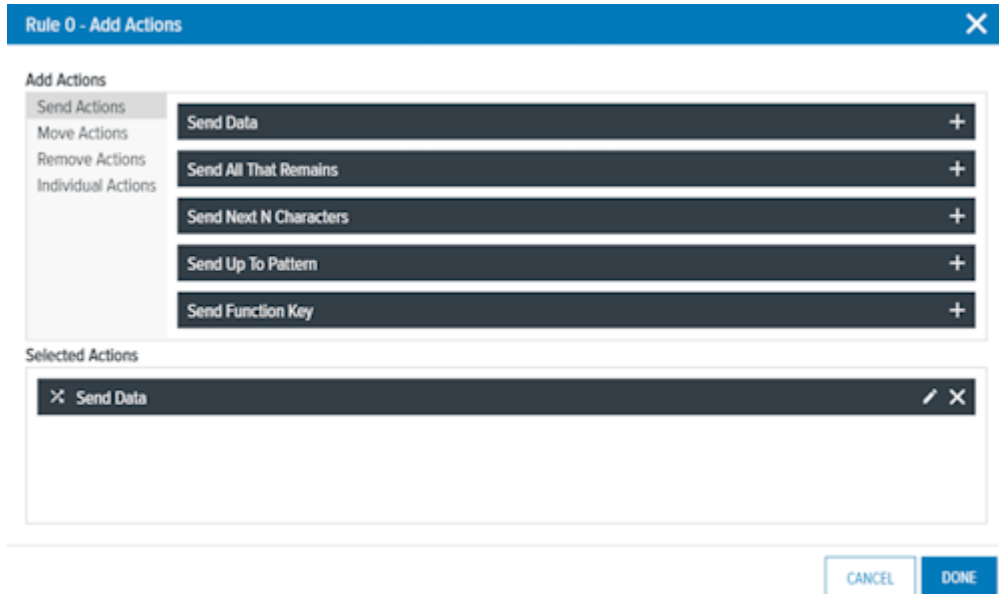 Rule 0 - Add Actions
Add Actions
Send Actions
Move Actions
Remove Actions
Individual Actions
Send Data
Send All That Remains
Send Next N Characters
Send Up To Pattern
Send Function Key
Selected Actions
Send Data
CANCEL
DONE